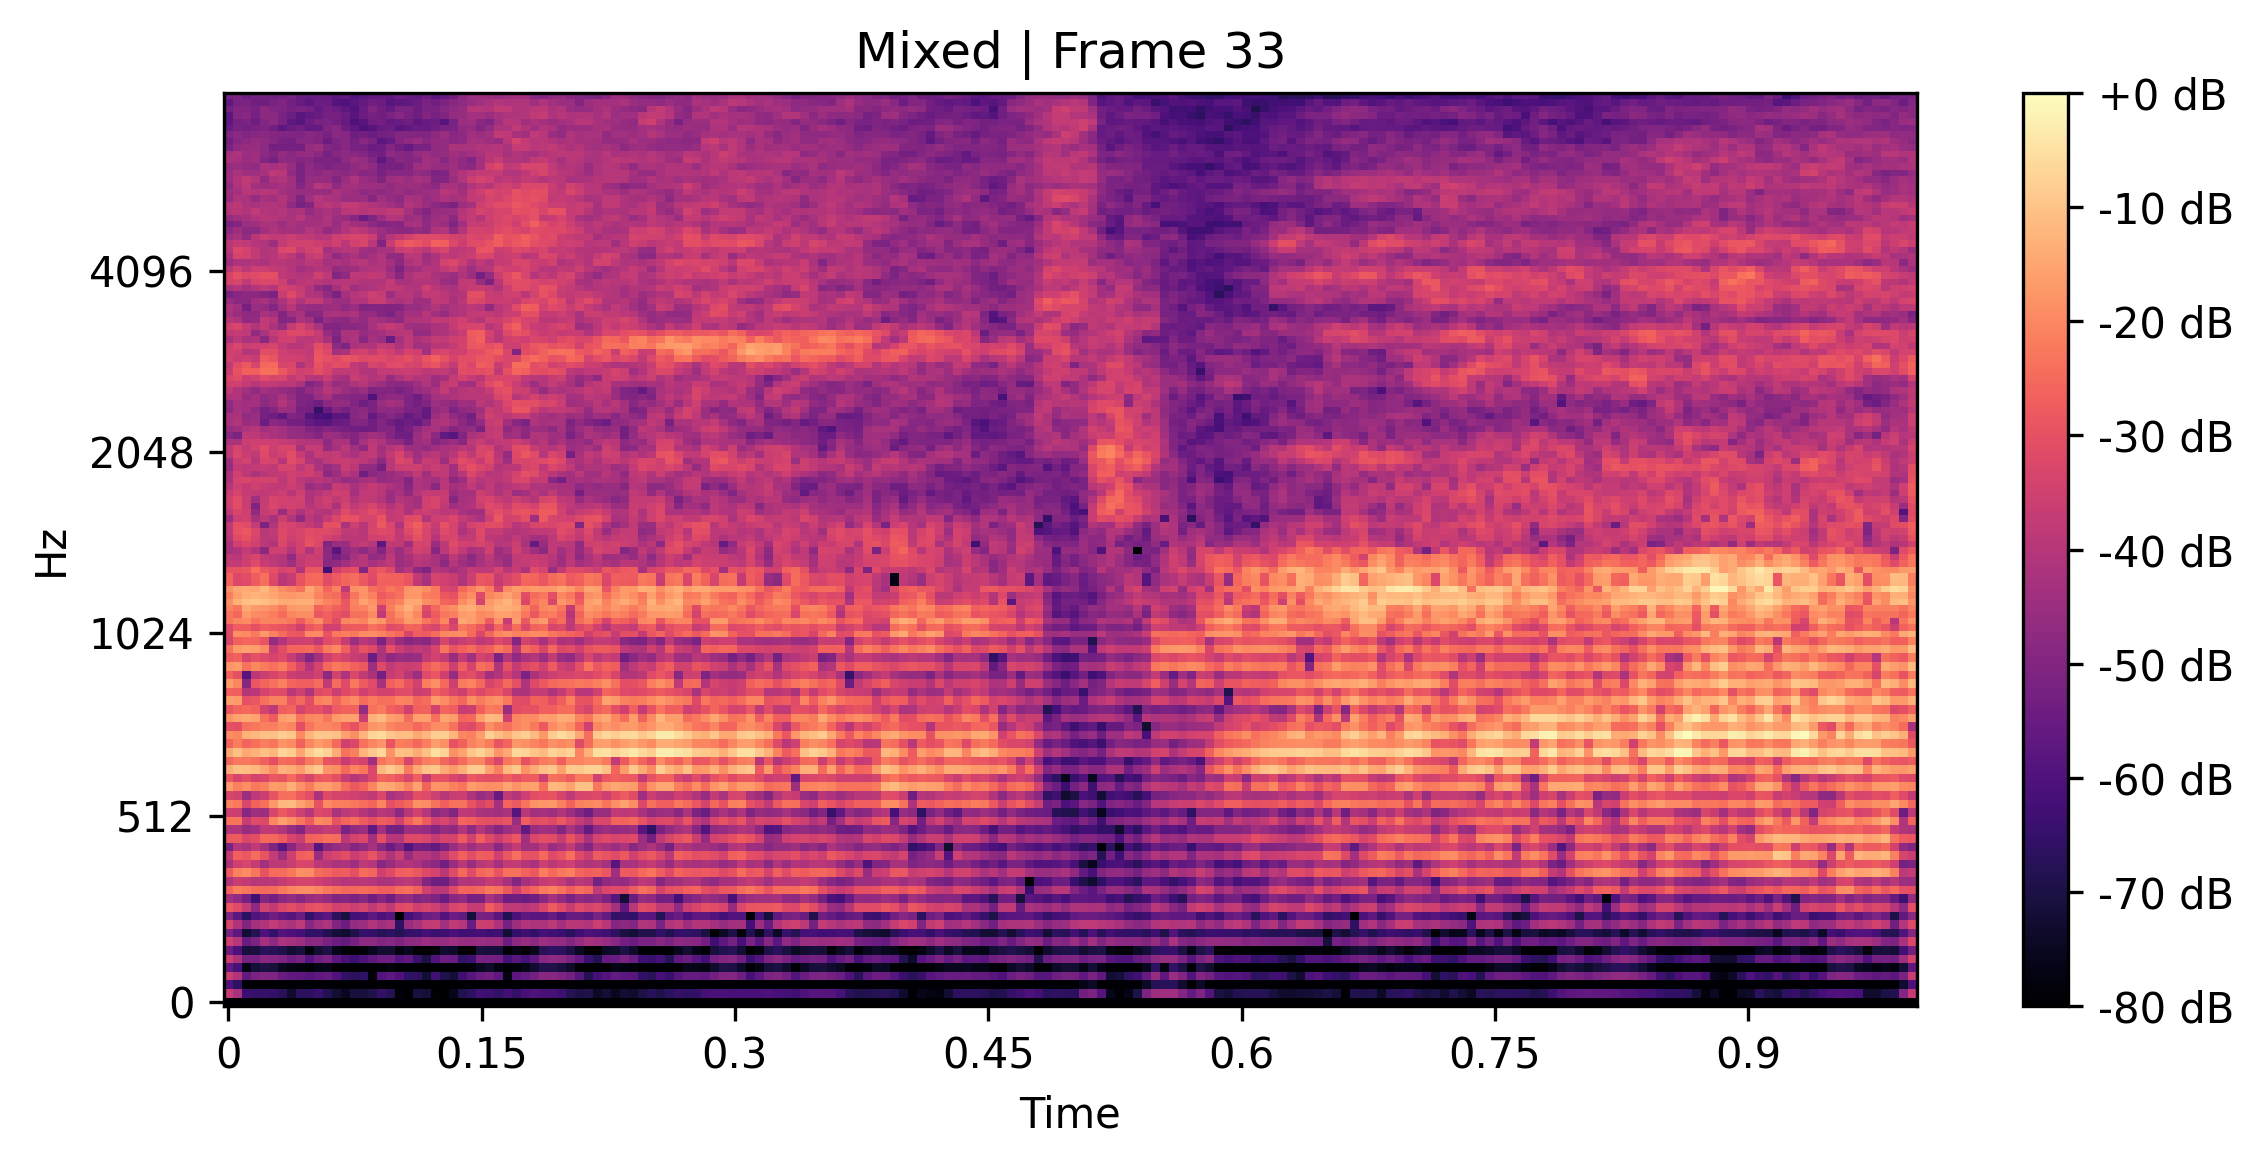 Mixed | Frame 33
+0 dB
-10 dB
-20 dB
-30 dB
-40 dB
-50 dB
-60 dB
-70 dB
-80 dB
Hz
4096
2048
1024
512
0
0 0.15 0.3 0.45 0.6 0.75 0.9
Time